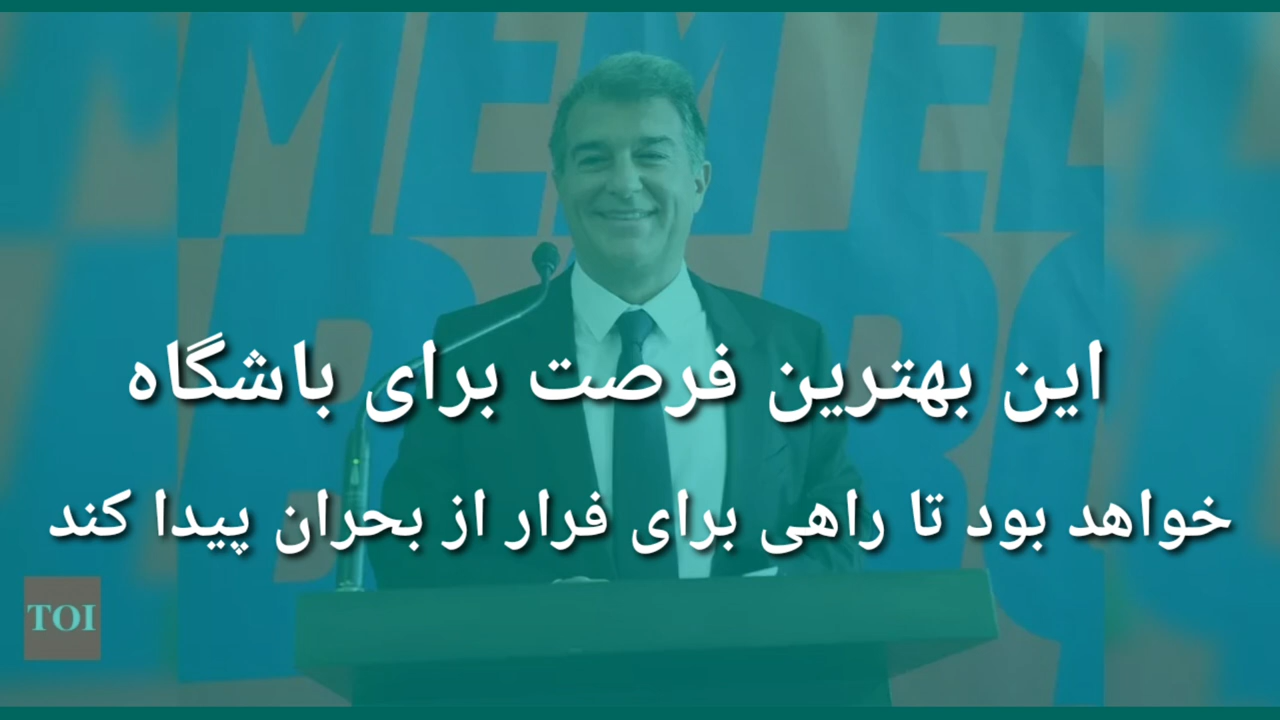 این بهترین فرصت برای باشگاه
خواهد بود تا راهی برای فرار از بحران پیدا کند
TOI